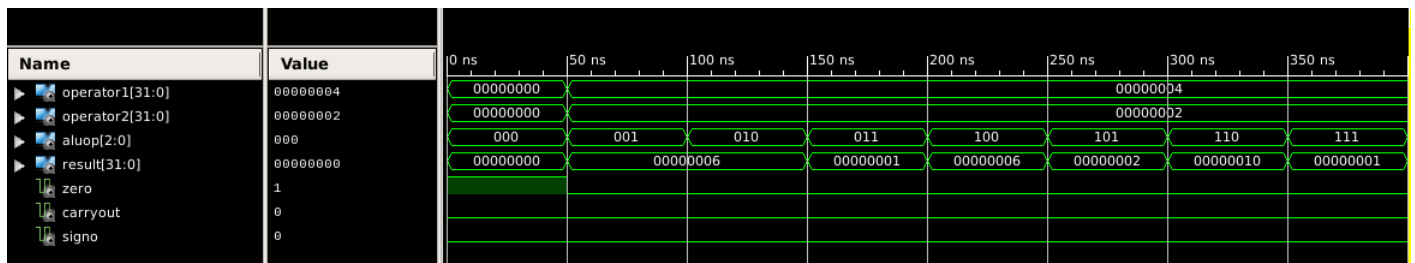 Name Value 0 ns 50 ns 100 ns 150 ns 200 ns 250 ns 300 ns 350 ns
operator1[31:0] 00000004 00000000 00000004
operator2[31:0] 00000002 00000000 00000002
aluop[2:0] 000 000 001 010 011 100 101 110 111
result[31:0] 00000000 00000000 00000006 00000001 00000006 00000002 00000010 00000001
zero 1
carryout 0
signo 0